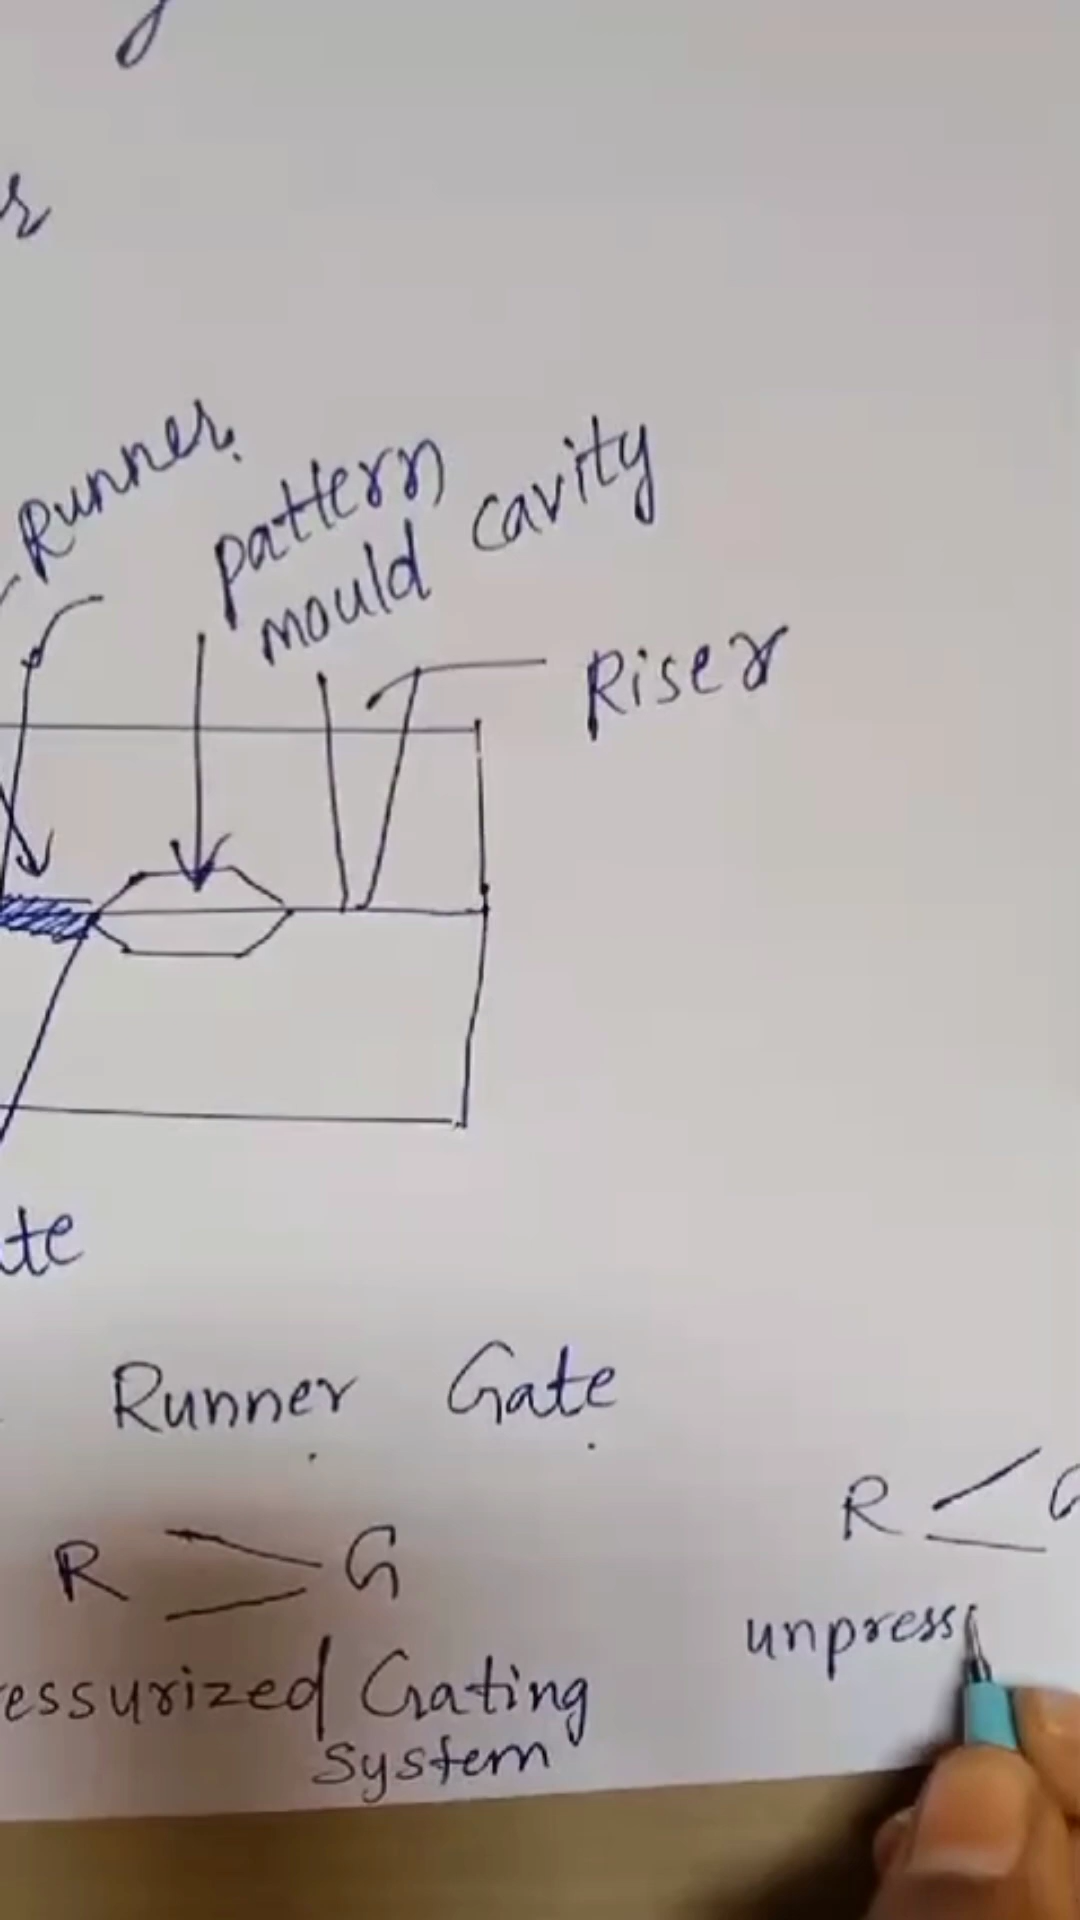 Runner.
pattern
mould cavity
Riser
te
Runner Gate
R > G
R <
essurized Gating
System
unpress